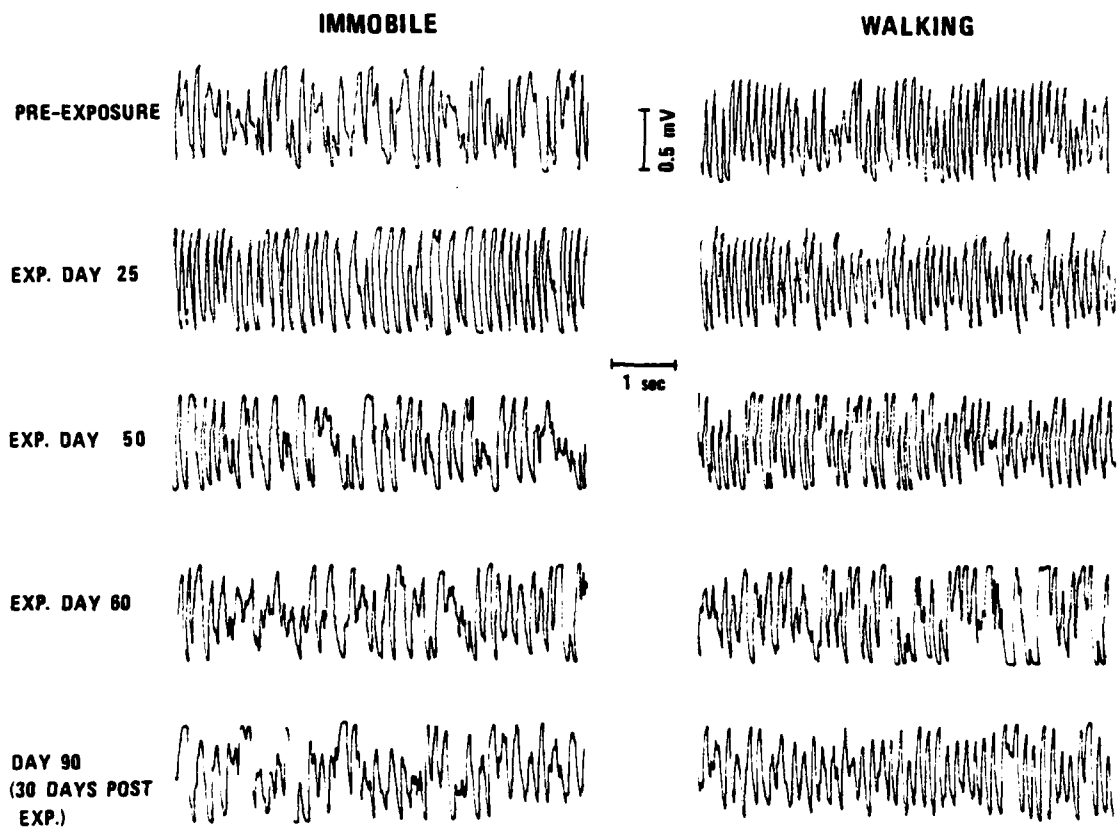 IMMOBILE
WALKING
PRE-EXPOSURE
0.5 mV
EXP. DAY 25
1 sec
EXP. DAY 50
EXP. DAY 60
DAY 90
(30 DAYS POST
EXP.)